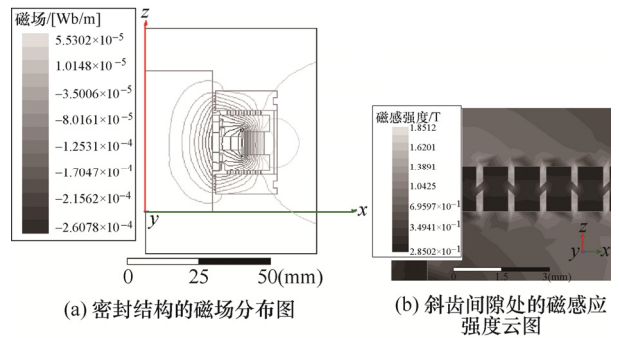 磁场/[Wb/m]
5.5302×10⁻⁵
1.0148×10⁻⁵
-3.5006×10⁻⁵
-8.0161×10⁻⁵
-1.2531×10⁻⁴
-1.7047×10⁻⁴
-2.1562×10⁻⁴
-2.6078×10⁻⁴
z
y
x
0 25 50(mm)
(a) 密封结构的磁场分布图
磁感强度/T
1.8512
1.6201
1.3891
1.0425
6.9597×10⁻¹
3.4941×10⁻¹
2.8502×10⁻¹
z
y x
0 1.5 3(mm)
(b) 斜齿间隙处的磁感应
强度云图